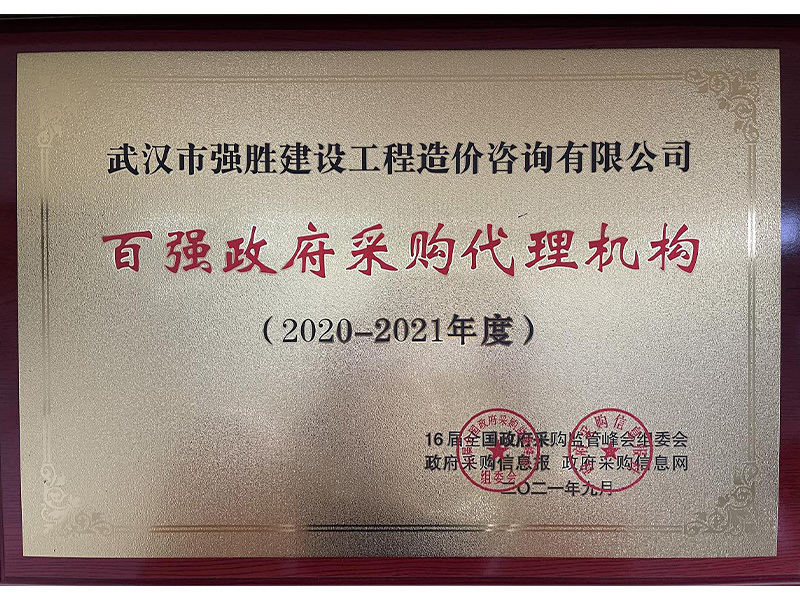 武汉市强胜建设工程造价咨询有限公司
百强政府采购代理机构
（2020-2021年度）
16届全国政府采购监管峰会组委会
政府采购信息报 政府采购信息网
二〇二一年九月
组委会